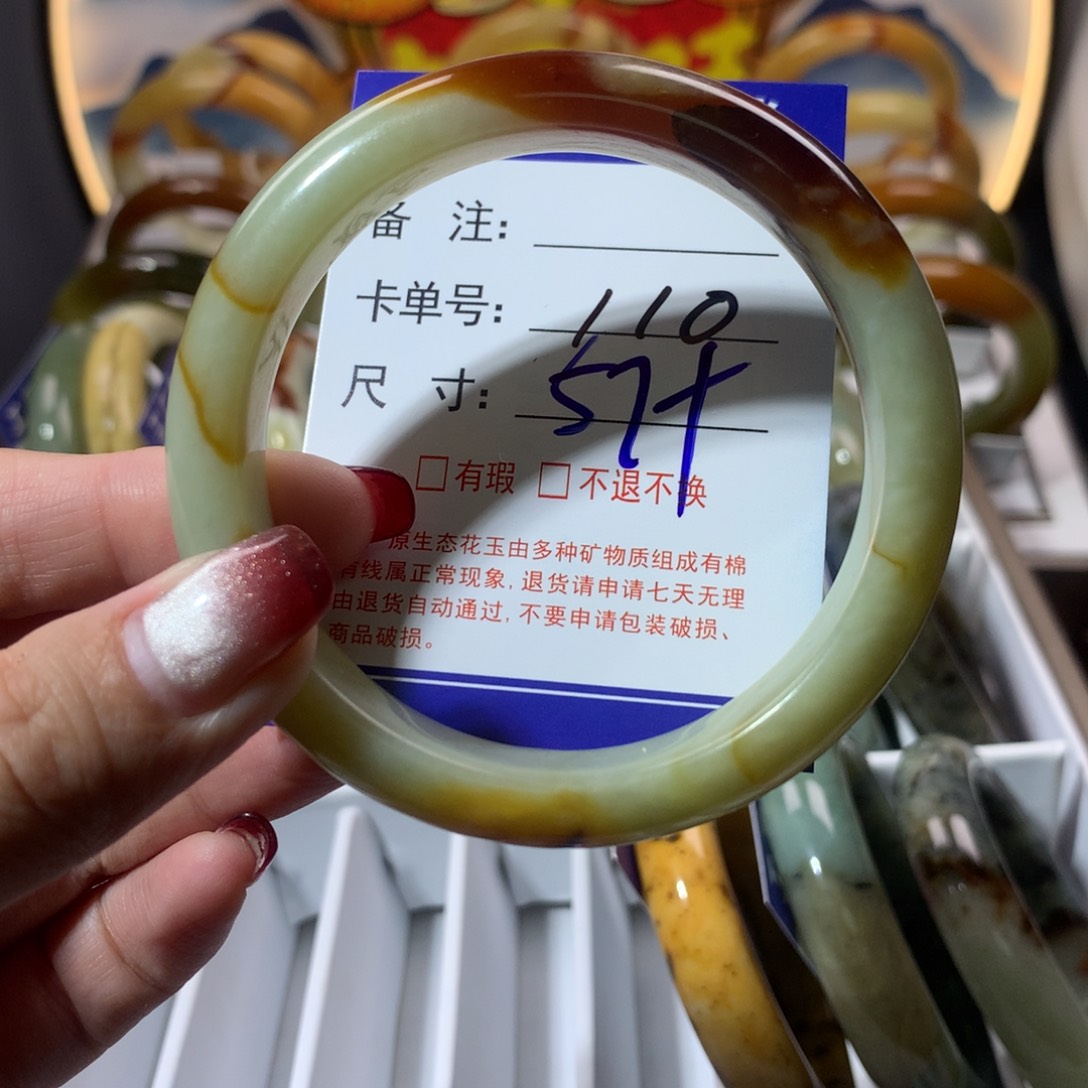 备 注：
卡单号：110
尺 寸：57+
□有瑕 □不退不换
原生态花玉由多种矿物质组成有棉
有线属正常现象，退货请申请七天无理
由退货自动通过，不要申请包装破损、
商品破损。